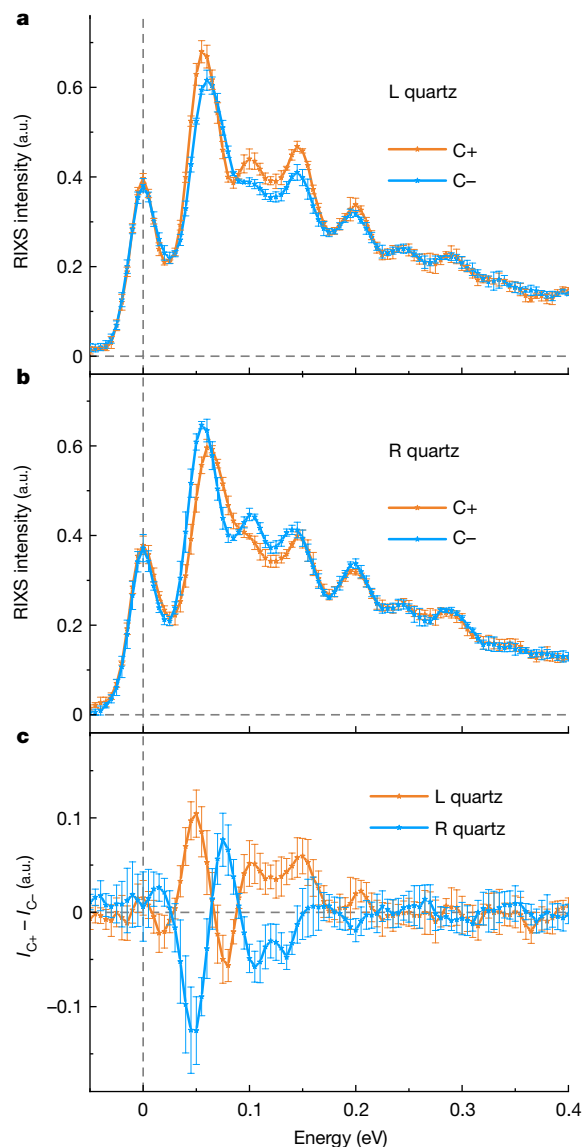 a
RIXS intensity (a.u.)
0.6
0.4
0.2
0
L quartz
C+
C−
b
RIXS intensity (a.u.)
0.6
0.4
0.2
0
R quartz
C+
C−
c
I_C+ − I_C− (a.u.)
0.1
0
−0.1
L quartz
R quartz
0 0.1 0.2 0.3 0.4
Energy (eV)